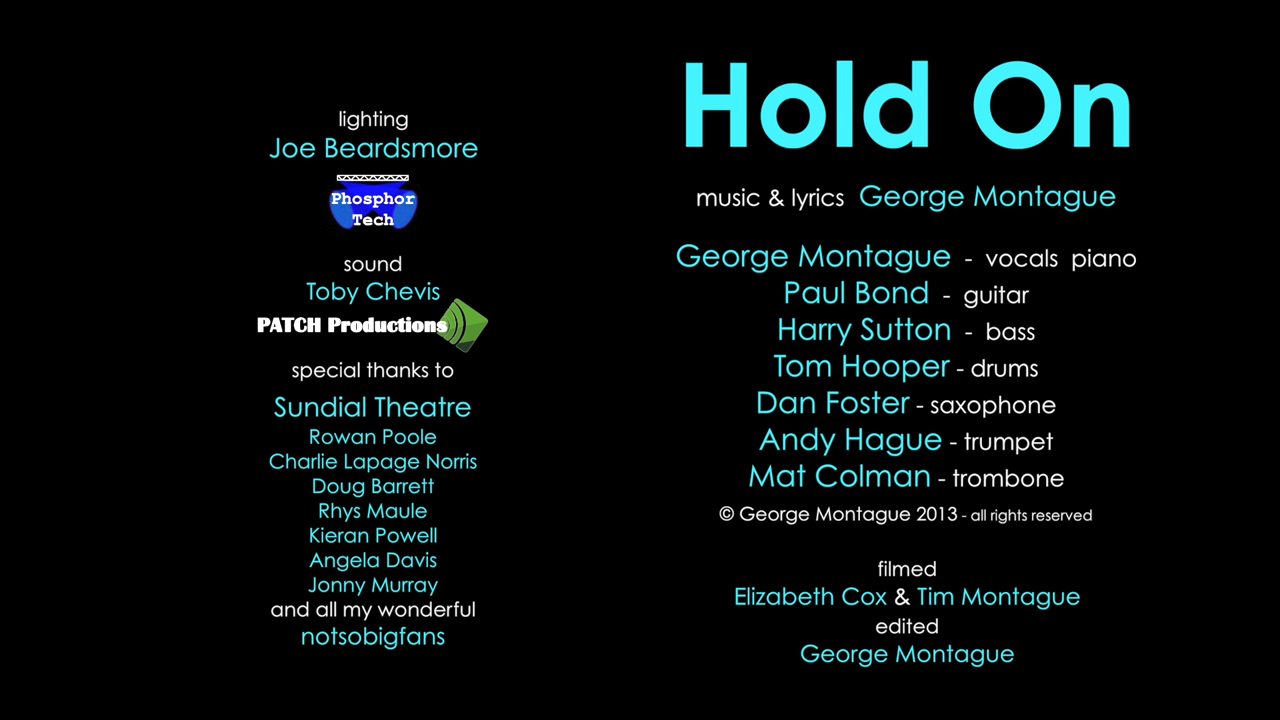 lighting
Joe Beardsmore
Phosphor
Tech
sound
Toby Chevis
PATCH Productions
special thanks to
Sundial Theatre
Rowan Poole
Charlie Lapage Norris
Doug Barrett
Rhys Maule
Kieran Powell
Angela Davis
Jonny Murray
and all my wonderful
notsobigfans
Hold On
music & lyrics George Montague
George Montague - vocals piano
Paul Bond - guitar
Harry Sutton - bass
Tom Hooper - drums
Dan Foster - saxophone
Andy Hague - trumpet
Mat Colman - trombone
© George Montague 2013 - all rights reserved
filmed
Elizabeth Cox & Tim Montague
edited
George Montague